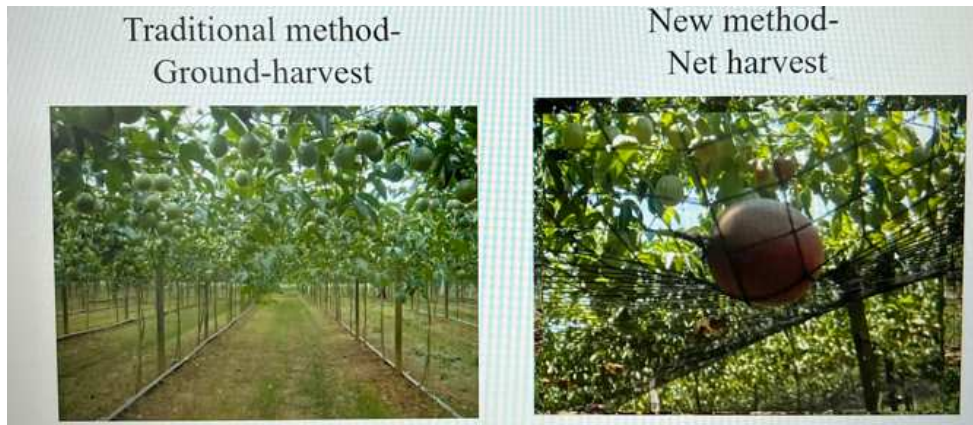 Traditional method-
Ground-harvest
New method-
Net harvest